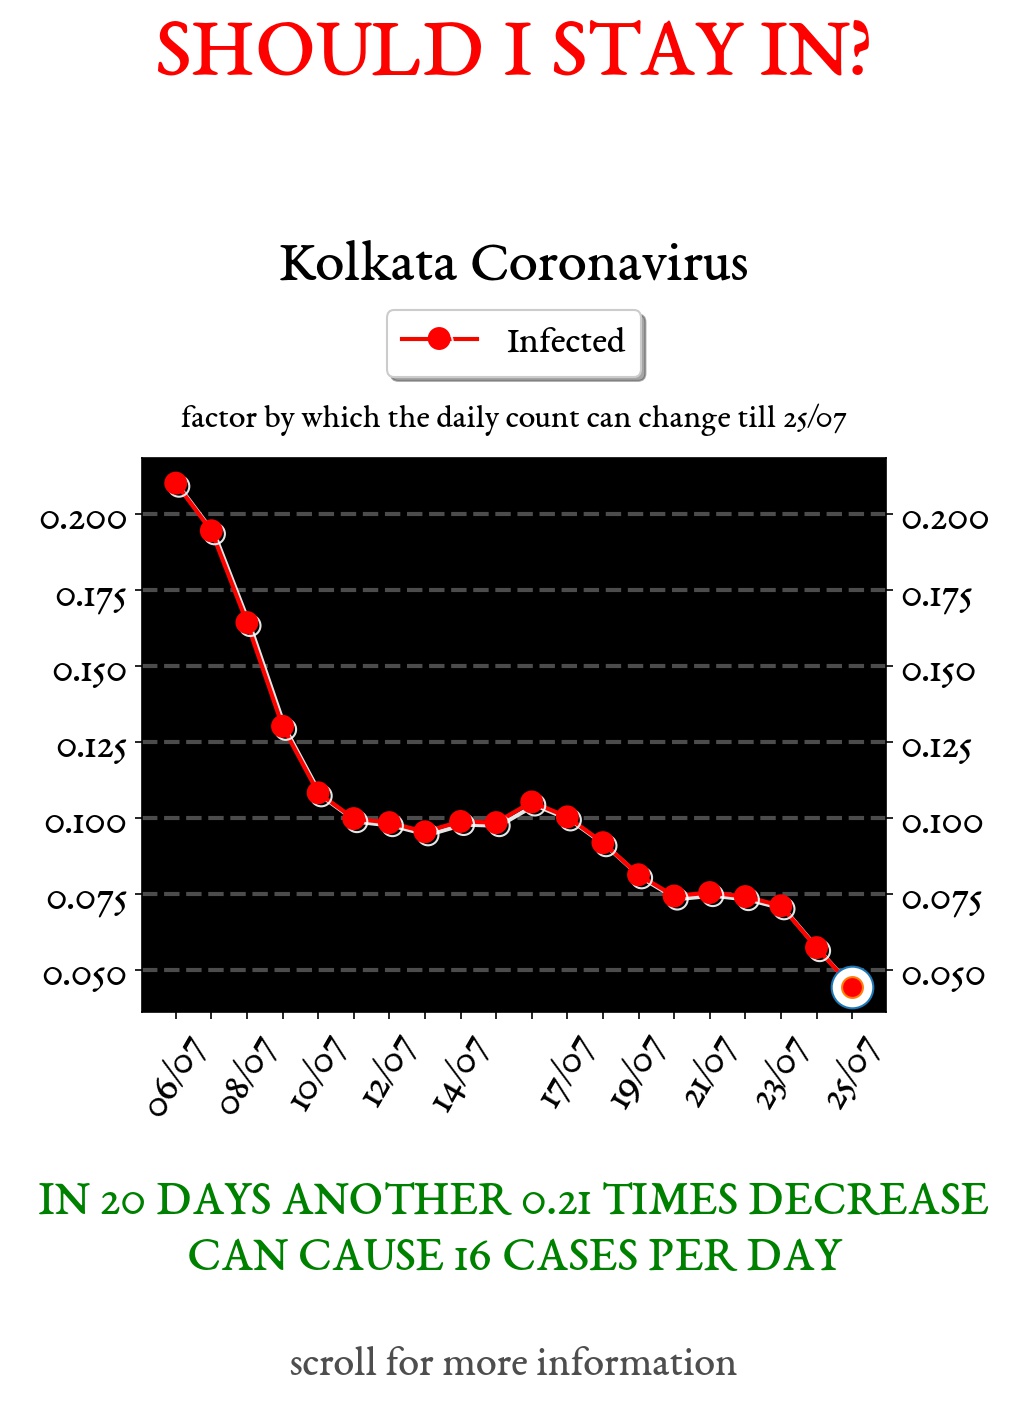 SHOULD I STAY IN?
Kolkata Coronavirus
Infected
factor by which the daily count can change till 25/07
0.200 0.200
0.175 0.175
0.150 0.150
0.125 0.125
0.100 0.100
0.075 0.075
0.050 0.050
06/07 08/07 10/07 12/07 14/07 17/07 19/07 21/07 23/07 25/07
IN 20 DAYS ANOTHER 0.21 TIMES DECREASE
CAN CAUSE 16 CASES PER DAY
scroll for more information